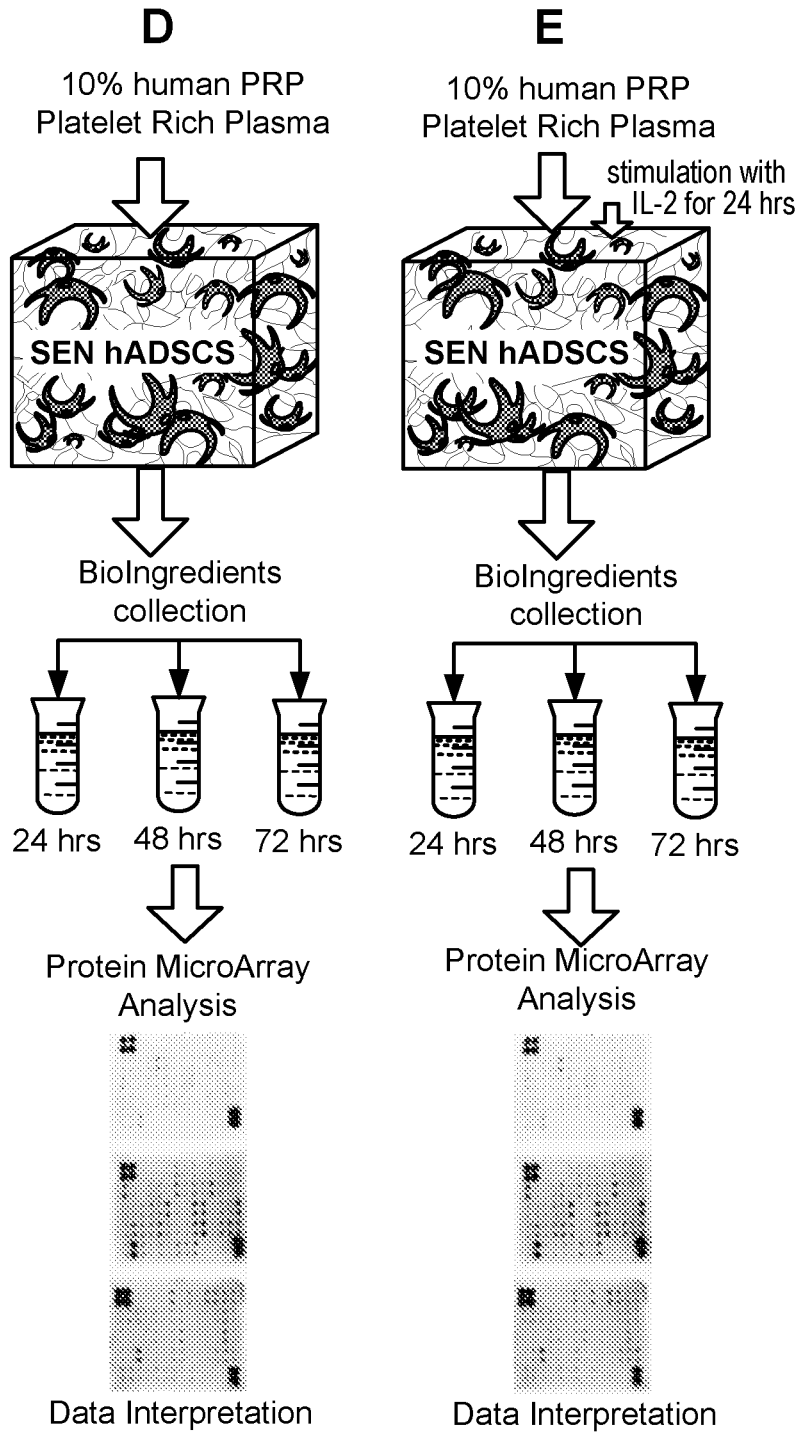 D
10% human PRP
Platelet Rich Plasma
SEN hADSCS
BioIngredients
collection
24 hrs
48 hrs
72 hrs
Protein MicroArray
Analysis
Data Interpretation
E
10% human PRP
Platelet Rich Plasma
stimulation with
IL-2 for 24 hrs
SEN hADSCS
BioIngredients
collection
24 hrs
48 hrs
72 hrs
Protein MicroArray
Analysis
Data Interpretation